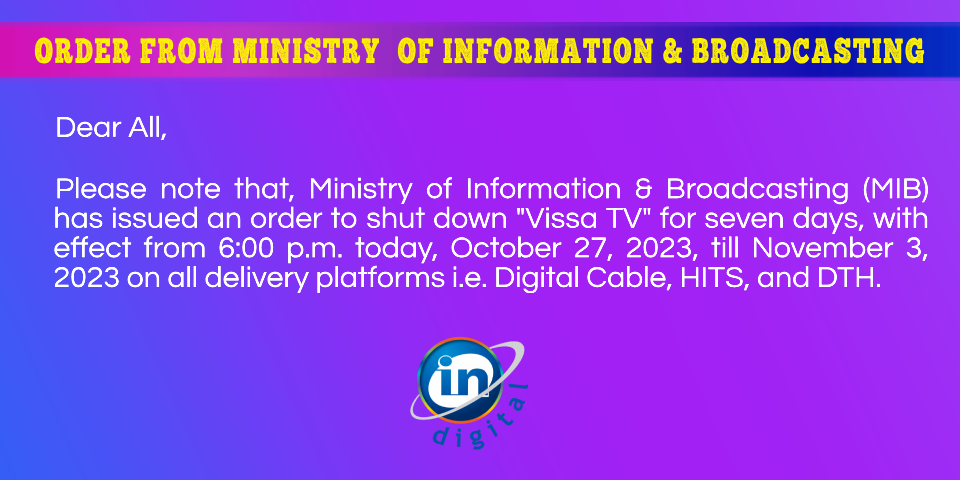 ORDER FROM MINISTRY OF INFORMATION & BROADCASTING
Dear All,
Please note that, Ministry of Information & Broadcasting (MIB)
has issued an order to shut down "Vissa TV" for seven days, with
effect from 6:00 p.m. today, October 27, 2023, till November 3,
2023 on all delivery platforms i.e. Digital Cable, HITS, and DTH.
in
digital